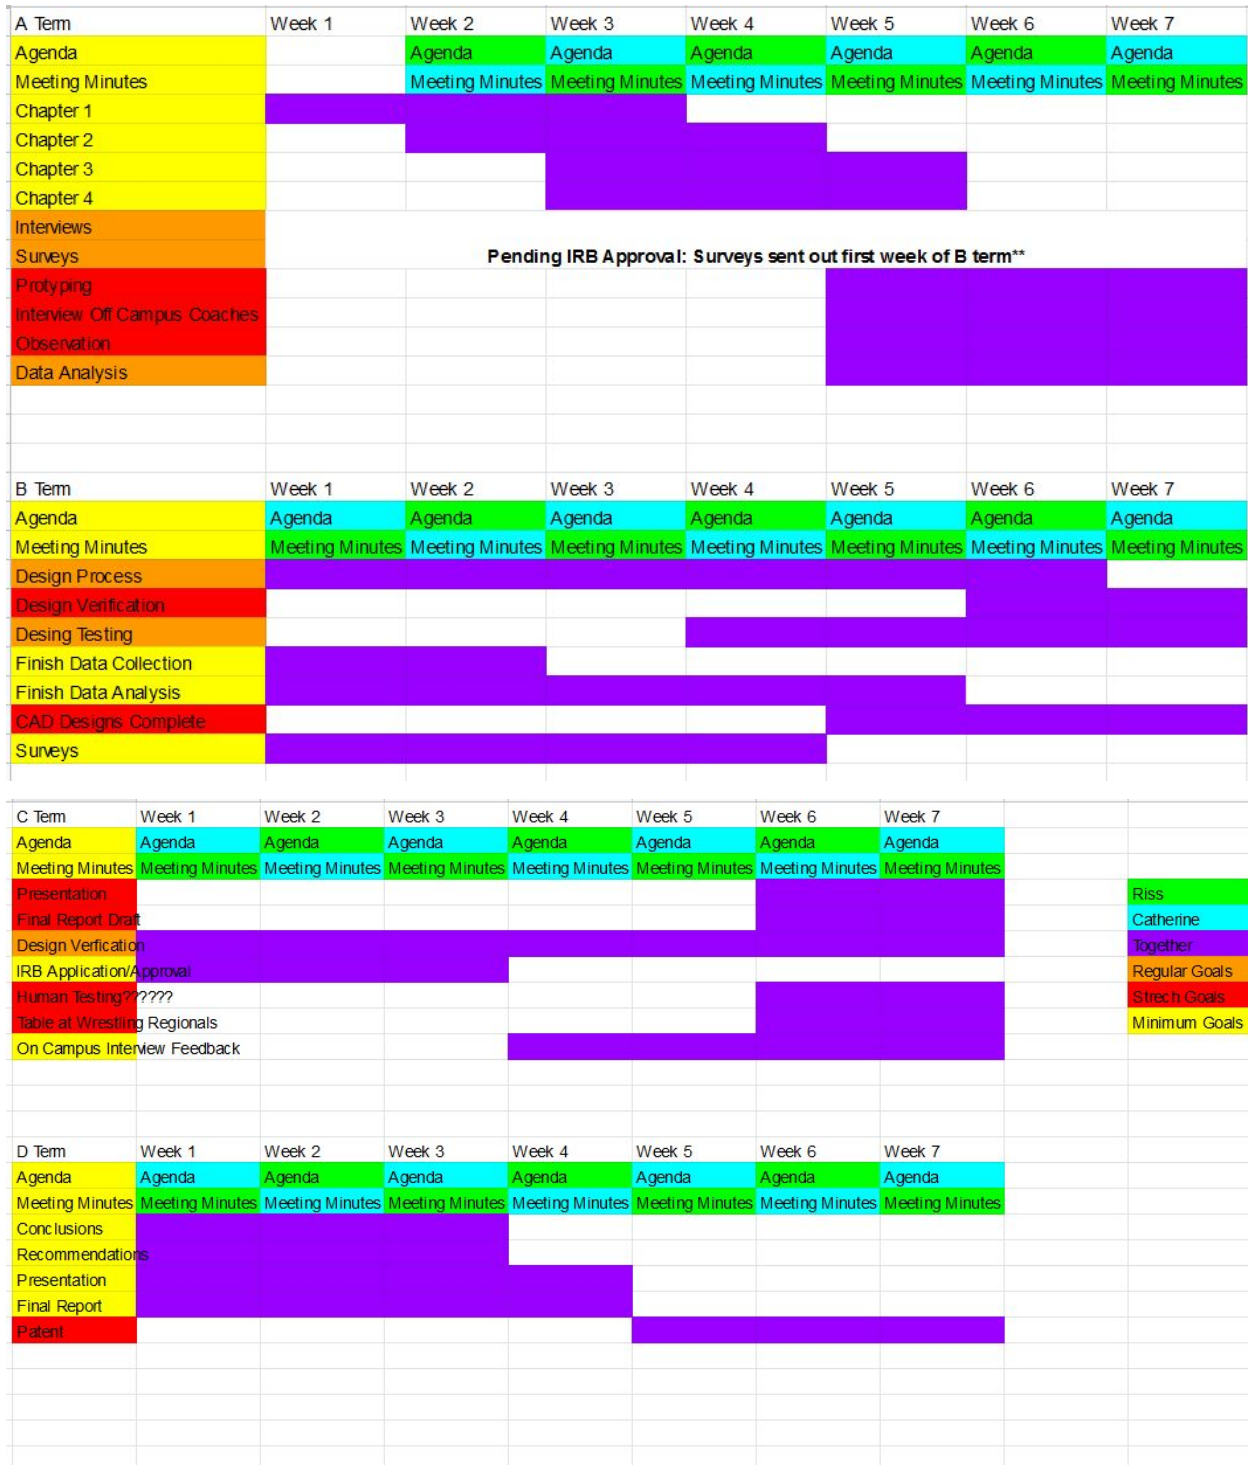 A Term Week 1 Week 2 Week 3 Week 4 Week 5 Week 6 Week 7
Agenda Agenda Agenda Agenda Agenda Agenda Agenda
Meeting Minutes Meeting Minutes Meeting Minutes Meeting Minutes Meeting Minutes Meeting Minutes Meeting Minutes
Chapter 1
Chapter 2
Chapter 3
Chapter 4
Interviews
Surveys Pending IRB Approval: Surveys sent out first week of B term**
Protyping
Interview Off Campus Coaches
Observation
Data Analysis
B Term Week 1 Week 2 Week 3 Week 4 Week 5 Week 6 Week 7
Agenda Agenda Agenda Agenda Agenda Agenda Agenda Agenda
Meeting Minutes Meeting Minutes Meeting Minutes Meeting Minutes Meeting Minutes Meeting Minutes Meeting Minutes Meeting Minutes
Design Process
Design Verification
Desing Testing
Finish Data Collection
Finish Data Analysis
CAD Designs Complete
Surveys
C Term Week 1 Week 2 Week 3 Week 4 Week 5 Week 6 Week 7
Agenda Agenda Agenda Agenda Agenda Agenda Agenda Agenda
Meeting Minutes Meeting Minutes Meeting Minutes Meeting Minutes Meeting Minutes Meeting Minutes Meeting Minutes Meeting Minutes
Presentation Riss
Final Report Draft Catherine
Design Verfication Together
IRB Application/Approval Regular Goals
Human Testing?????? Strech Goals
Table at Wrestling Regionals Minimum Goals
On Campus Interview Feedback
D Term Week 1 Week 2 Week 3 Week 4 Week 5 Week 6 Week 7
Agenda Agenda Agenda Agenda Agenda Agenda Agenda Agenda
Meeting Minutes Meeting Minutes Meeting Minutes Meeting Minutes Meeting Minutes Meeting Minutes Meeting Minutes Meeting Minutes
Conclusions
Recommendations
Presentation
Final Report
Patent